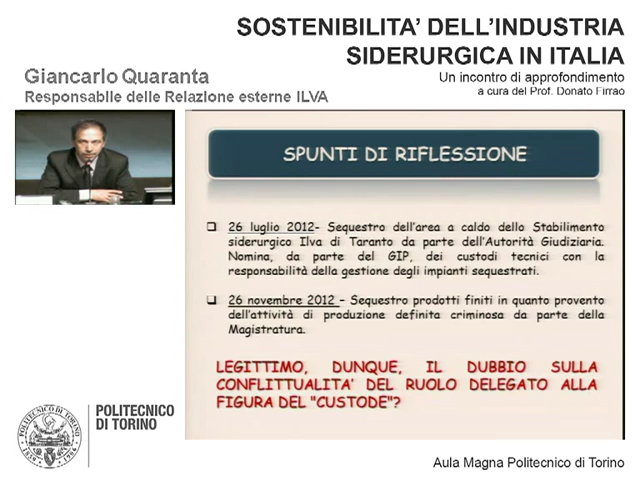 SOSTENIBILITA' DELL'INDUSTRIA
SIDERURGICA IN ITALIA
Giancarlo Quaranta
Responsabile delle Relazione esterne ILVA
Un incontro di approfondimento
a cura del Prof. Donato Firrao
SPUNTI DI RIFLESSIONE
26 luglio 2012- Sequestro dell'area a caldo dello Stabilimento
siderurgico Ilva di Taranto da parte dell'Autorità Giudiziaria.
Nomina, da parte del GIP, dei custodi tecnici con la
responsabilità della gestione degli impianti sequestrati.
26 novembre 2012 – Sequestro prodotti finiti in quanto provento
dell'attività di produzione definita criminosa da parte della
Magistratura.
LEGITTIMO, DUNQUE, IL DUBBIO SULLA
CONFLITTUALITA' DEL RUOLO DELEGATO ALLA
FIGURA DEL "CUSTODE"?
POLITECNICO DI TORINO
1859 1906
POLITECNICO
DI TORINO
Aula Magna Politecnico di Torino